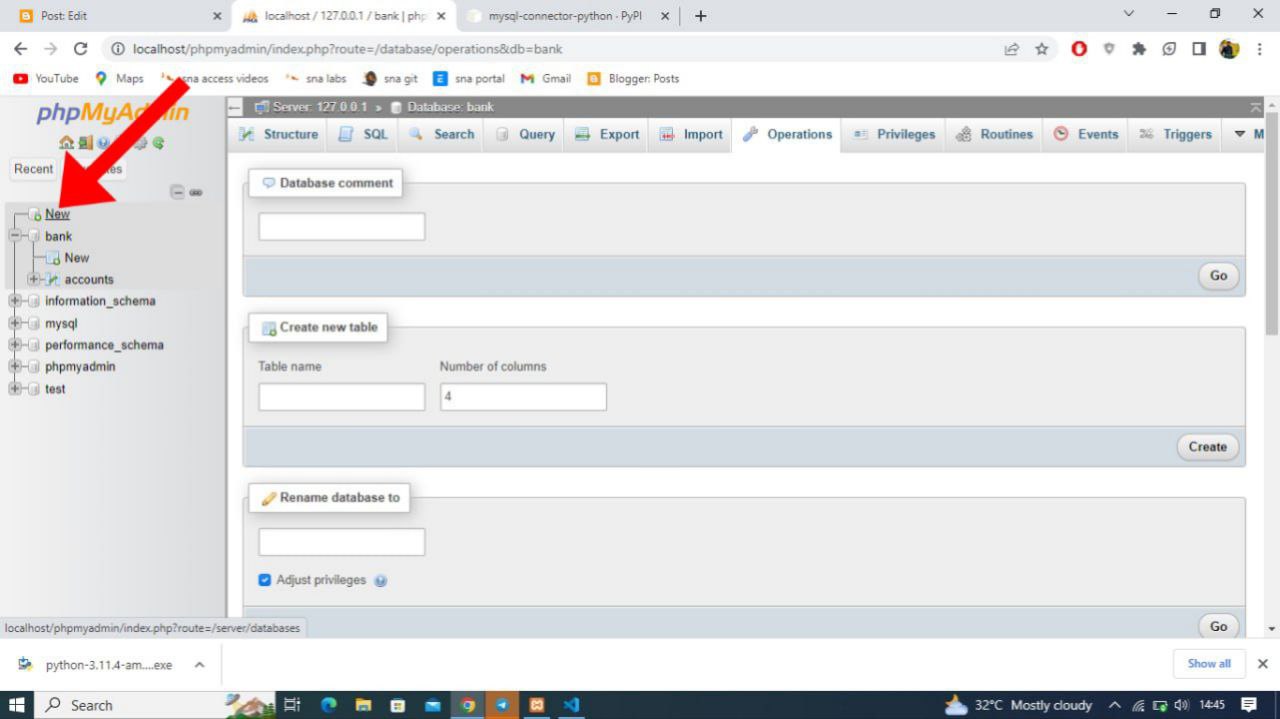 Post: Edit
localhost / 127.0.0.1 / bank | php
mysql-connector-python · PyPI
localhost/phpmyadmin/index.php?route=/database/operations&db=bank
YouTube
Maps
sna access videos
sna labs
sna git
sna portal
Gmail
Blogger: Posts
phpMyAdmin
Recent
Server: 127.0.0.1 » Database: bank
Structure
SQL
Search
Query
Export
Import
Operations
Privileges
Routines
Events
Triggers
M
New
bank
New
accounts
information_schema
mysql
performance_schema
phpmyadmin
test
Database comment
Go
Create new table
Table name
Number of columns
4
Create
Rename database to
Adjust privileges
Go
localhost/phpmyadmin/index.php?route=/server/databases
python-3.11.4-am....exe
Show all
Search
32°C Mostly cloudy
14:45